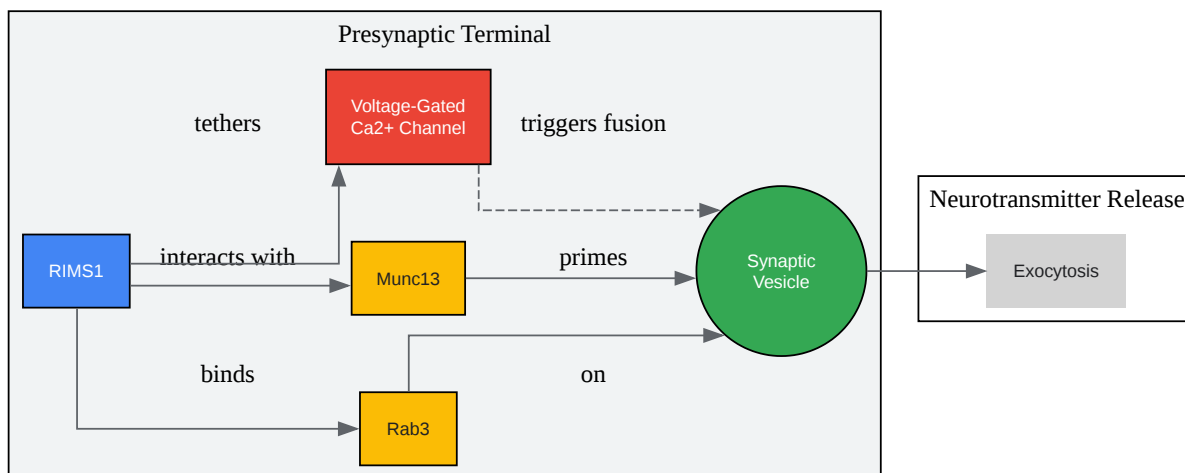 Presynaptic Terminal
Voltage-Gated
Ca2+ Channel
tethers
triggers fusion
Neurotransmitter Release
RIMS1
interacts with
Munc13
primes
Synaptic
Vesicle
Exocytosis
binds
on
Rab3